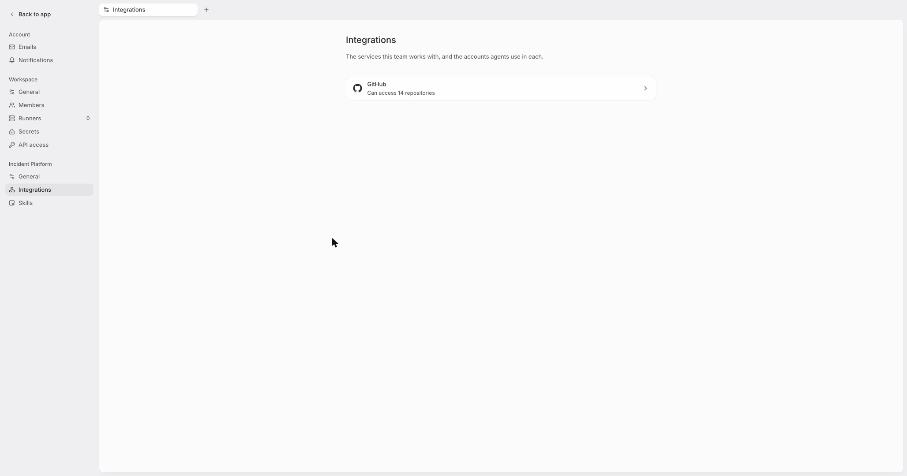 Back to app
Account
Emails
Notifications
Workspace
General
Members
Runners
0
Secrets
API access
Incident Platform
General
Integrations
Skills
Integrations
Integrations
The services this team works with, and the accounts agents use in each.
GitHub
Can access 14 repositories